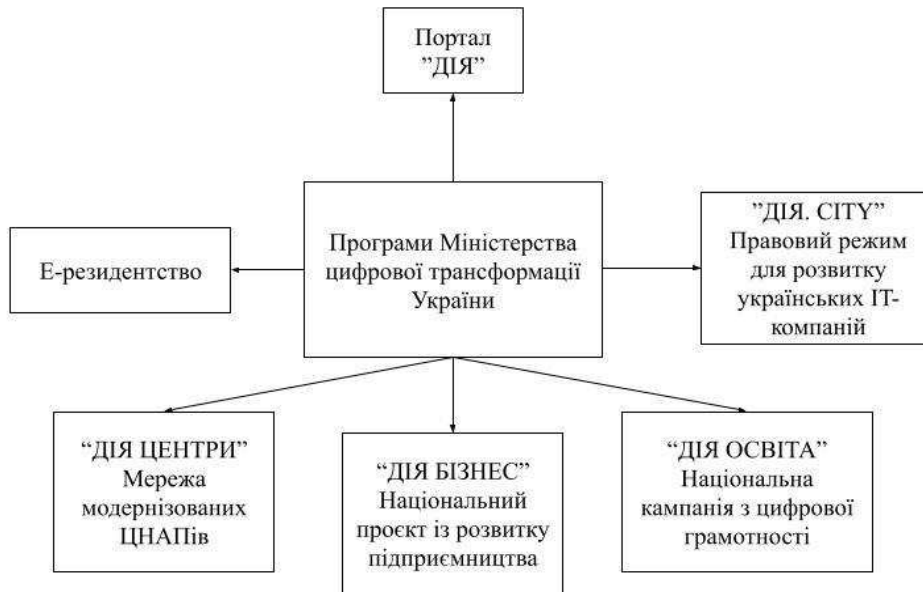 Портал
”ДІЯ”
Програми Міністерства
цифрової трансформації
України
Е-резидентство
”ДІЯ. CITY”
Правовий режим
для розвитку
українських ІТ-
компаній
“ДІЯ ЦЕНТРИ”
Мережа
модернізованих
ЦНАПів
“ДІЯ БІЗНЕС”
Національний
проєкт із розвитку
підприємництва
“ДІЯ ОСВІТА”
Національна
кампанія з цифрової
грамотності